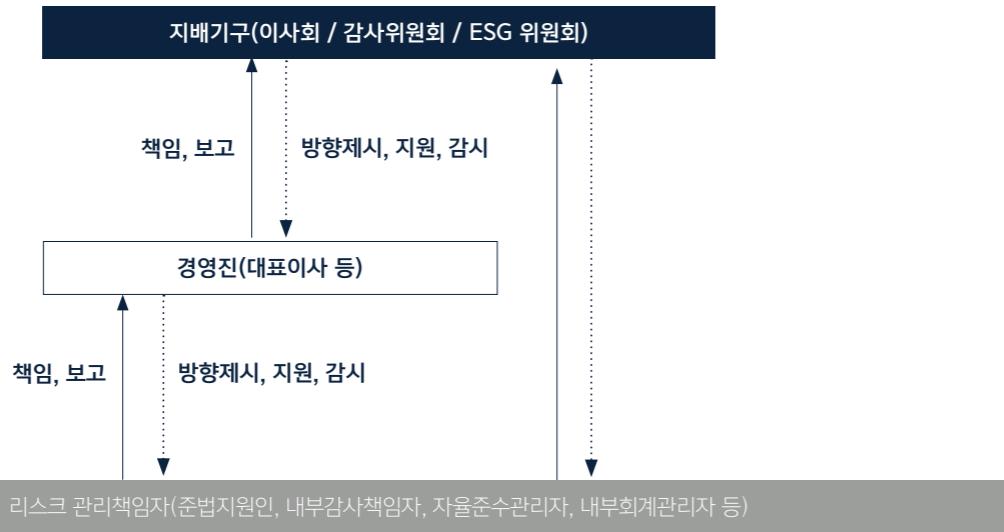 지배기구(이사회 / 감사위원회 / ESG 위원회)
책임, 보고
방향제시, 지원, 감시
경영진(대표이사 등)
책임, 보고
방향제시, 지원, 감시
리스크 관리책임자(준법지원인, 내부감사책임자, 자율준수관리자, 내부회계관리자 등)